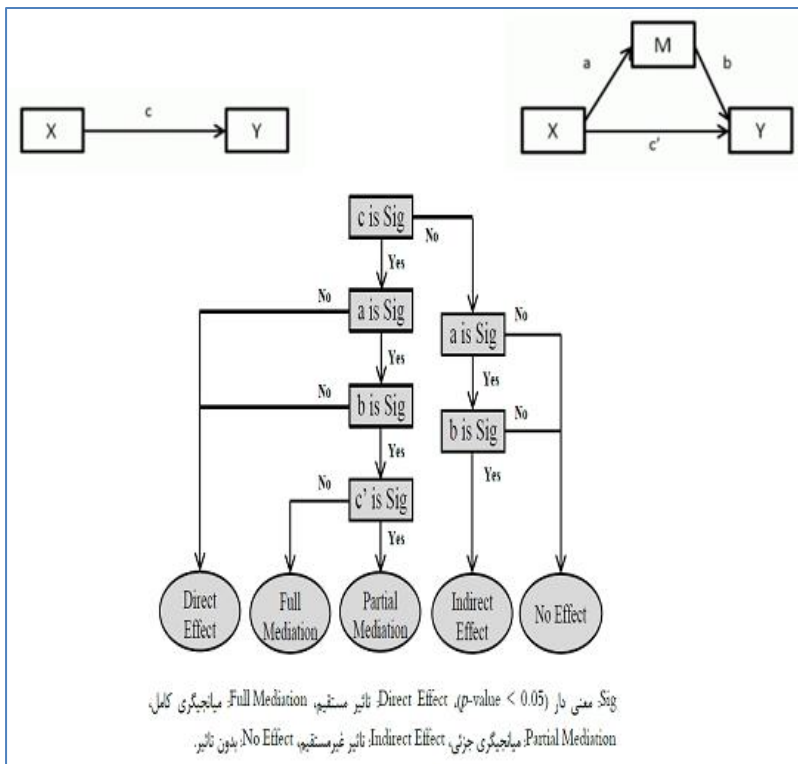 M
a
b
c
X
Y
X
Y
c'
c is Sig
No
Yes
No
a is Sig
a is Sig
No
Yes
Yes
No
b is Sig
b is Sig
No
Yes
Yes
No
c' is Sig
Yes
Direct Effect
Full Mediation
Partial Mediation
Indirect Effect
No Effect
Sig: معنی دار (p-value < 0.05)، Direct Effect: تاثیر مستقیم، Full Mediation: میانجیگری کامل،
Partial Mediation: میانجیگری جزئی، Indirect Effect: تاثیر غیرمستقیم، No Effect: بدون تاثیر.